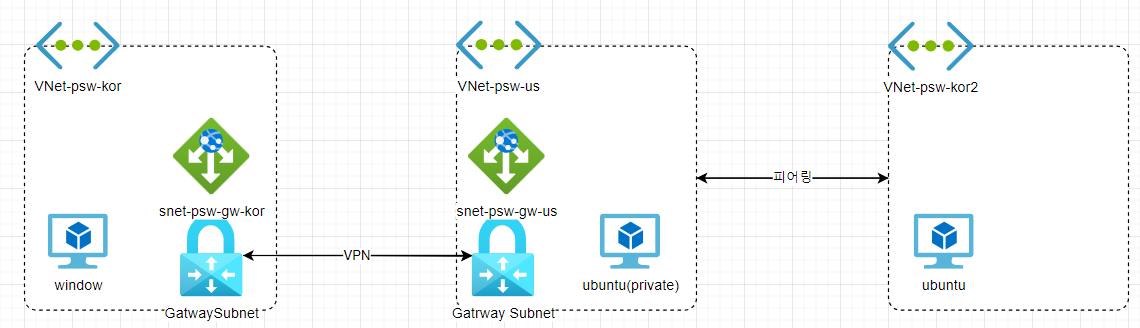 VNet-psw-kor
snet-psw-gw-kor
window
GatwaySubnet
VPN
VNet-psw-us
snet-psw-gw-us
ubuntu(private)
Gatrway Subnet
피어링
VNet-psw-kor2
ubuntu